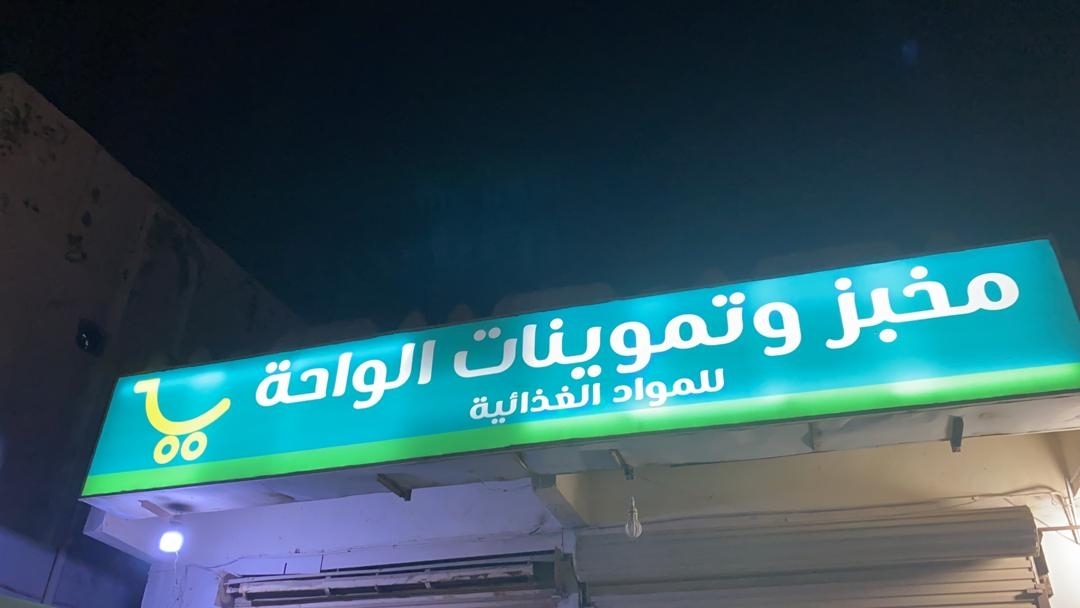 مخبز وتموينات الواحة
للمواد الغذائية